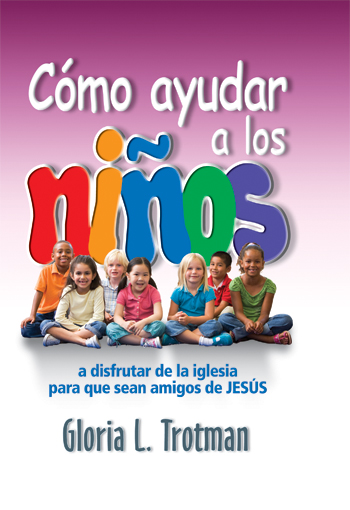 Cómo ayudar
a los
niños
a disfrutar de la iglesia
para que sean amigos de JESÚS
Gloria L. Trotman